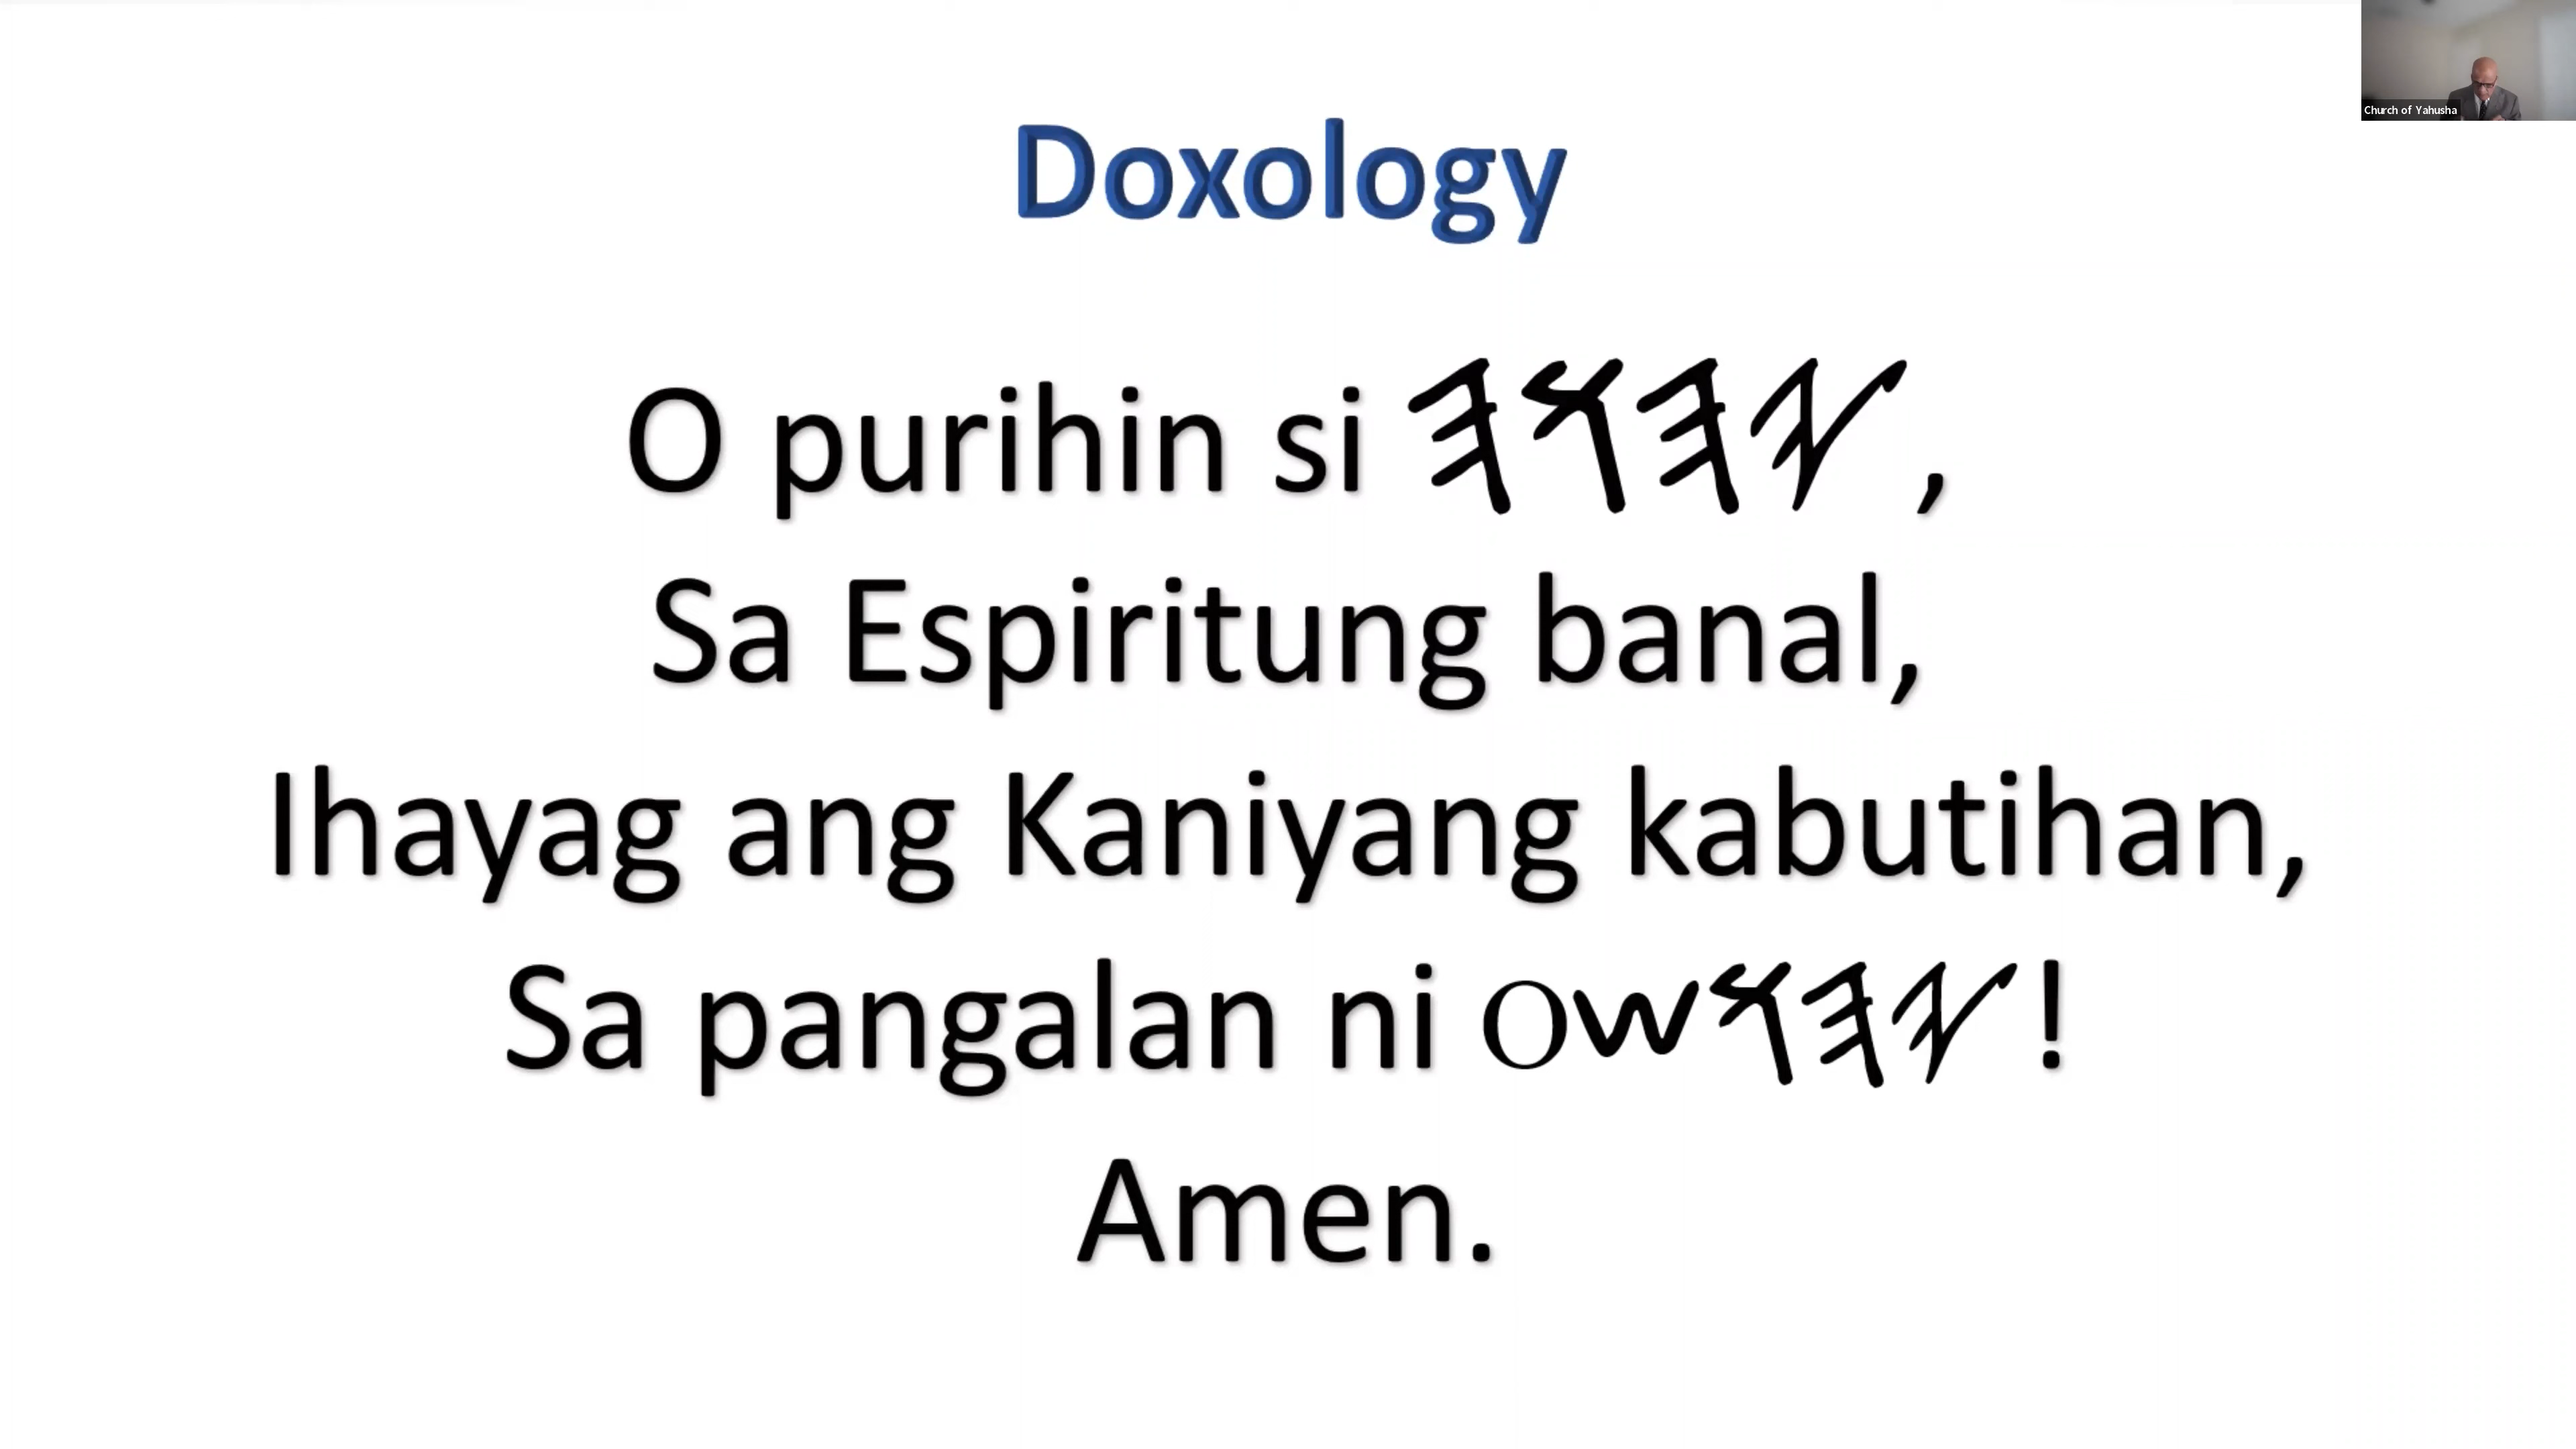 Church of Yahusha
Doxology
O purihin si 𐤉𐤄𐤅𐤄,
Sa Espiritung banal,
Ihayag ang Kaniyang kabutihan,
Sa pangalan ni 𐤉𐤄𐤅𐤔𐤏!
Amen.